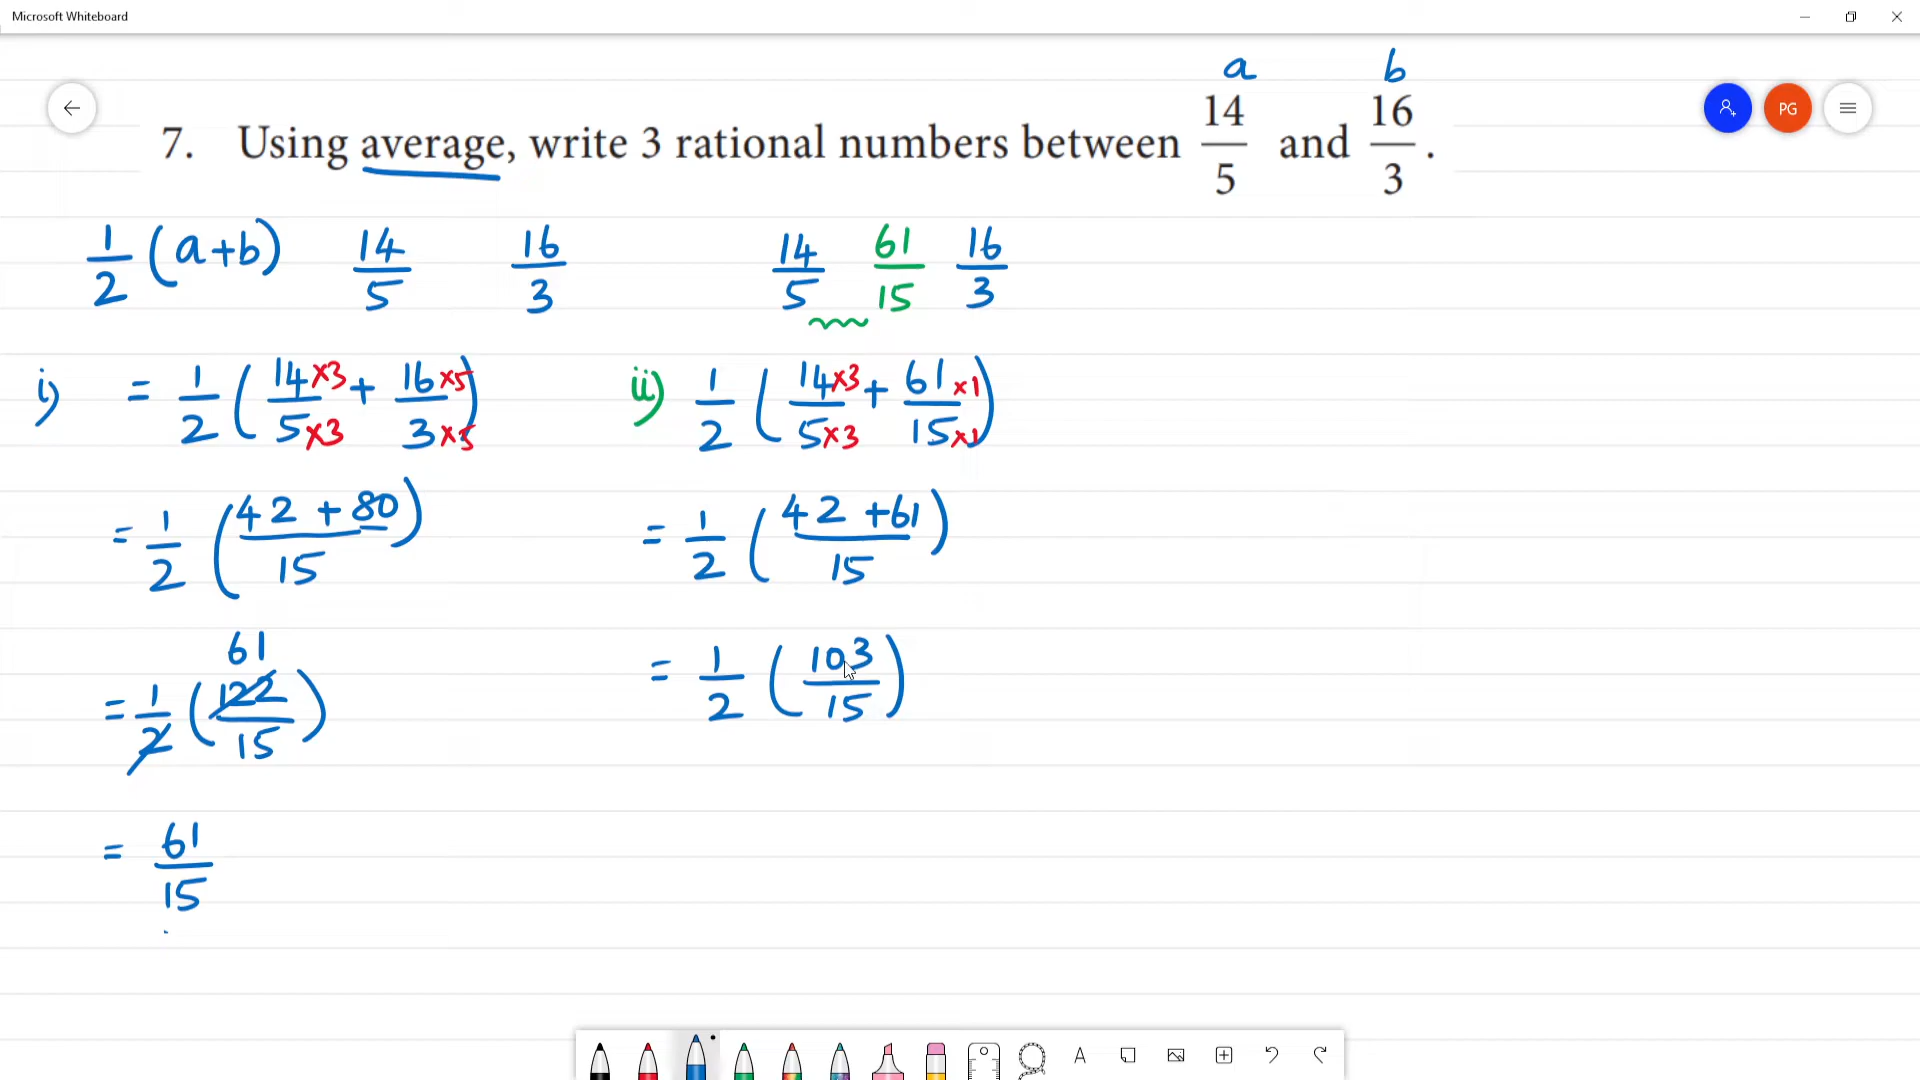 Microsoft Whiteboard
a b
7. Using average, write 3 rational numbers between 14/5 and 16/3.
PG
1/2 (a+b) 14/5 16/3
14/5 61/15 16/3
i) = 1/2 (14×3/5×3 + 16×5/3×5)
= 1/2 (42 + 80/15)
61
= 1/2 (122/15)
= 61/15
ii) 1/2 (14×3/5×3 + 61×1/15×1)
= 1/2 (42 + 61/15)
= 1/2 (103/15)
A